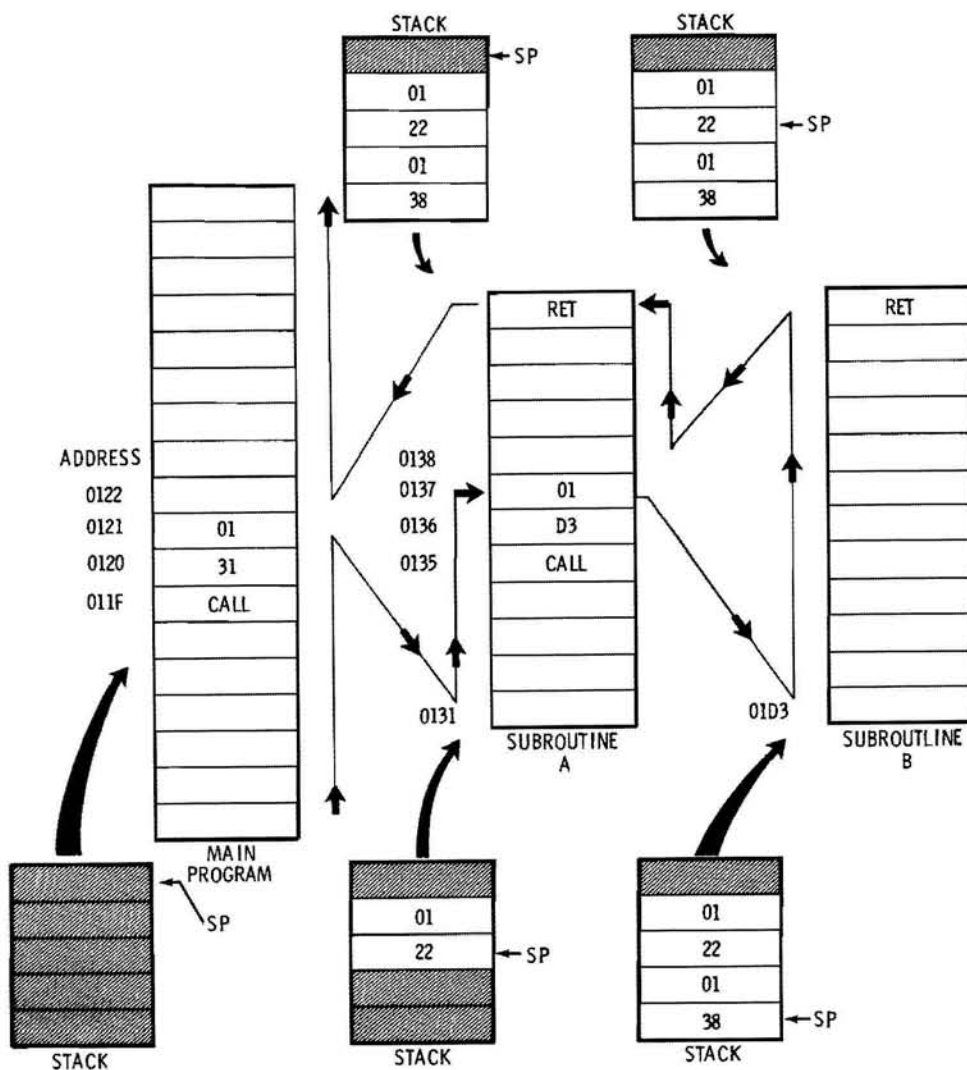 STACK
SP
01
22
01
38
STACK
01
22
SP
01
38
ADDRESS
0122
0121
0120
011F
01
31
CALL
MAIN
PROGRAM
0138
0137
0136
0135
0131
RET
01
D3
CALL
SUBROUTINE
A
01D3
RET
SUBROUTLINE
B
SP
STACK
01
22
SP
STACK
01
22
01
38
SP
STACK